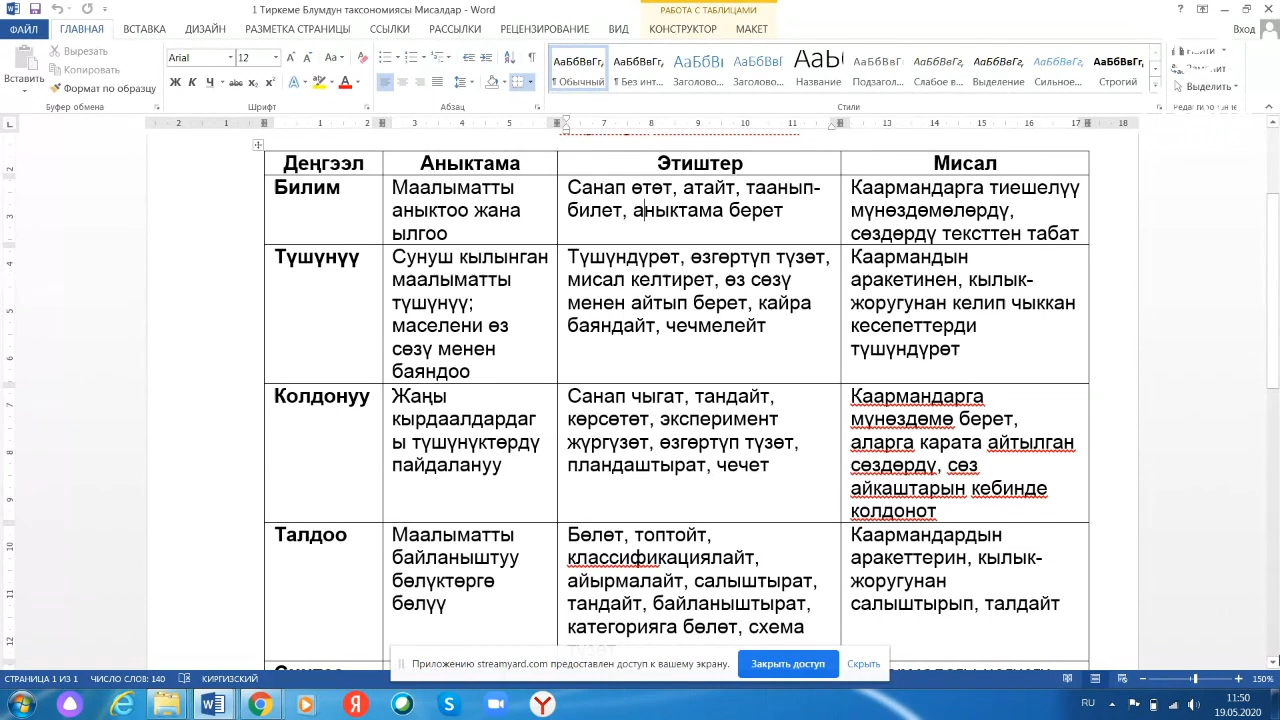 1 Тиркеме Блумдун таксономиясы Мисалдар - Word
РАБОТА С ТАБЛИЦАМИ
ФАЙЛ ГЛАВНАЯ ВСТАВКА ДИЗАЙН РАЗМЕТКА СТРАНИЦЫ ССЫЛКИ РАССЫЛКИ РЕЦЕНЗИРОВАНИЕ ВИД КОНСТРУКТОР МАКЕТ Вход
Вставить
Вырезать
Копировать
Формат по образцу
Буфер обмена
Arial 12
Ж К Ч
Шрифт
Абзац
АаБбВвГг, АаБбВвГг, АаБбВ АаБбВ АаБ АаБбВвГг АаБбВвГг, АаБбВвГг, АаБбВвГг, АаБбВвГг,
¶ Обычный ¶ Без инт... Заголово... Заголово... Название Подзагол... Слабое в... Выделение Сильное... Строгий
Стили
Выделить
Деңгээл Аныктама Этиштер Мисал
Билим
Маалыматты
аныктоо жана
ылгоо
Санап өтөт, атайт, таанып-
билет, аныктама берет
Каармандарга тиешелүү
мүнөздөмөлөрдү,
сөздөрдү тексттен табат
Түшүнүү
Сунуш кылынган
маалыматты
түшүнүү;
маселени өз
сөзү менен
баяндоо
Түшүндүрөт, өзгөртүп түзөт,
мисал келтирет, өз сөзү
менен айтып берет, кайра
баяндайт, чечмелейт
Каармандын
аракетинен, кылык-
жоругунан келип чыккан
кесепеттерди
түшүндүрөт
Колдонуу
Жаңы
кырдаалдардаг
ы түшүнүктөрдү
пайдалануу
Санап чыгат, тандайт,
көрсөтөт, эксперимент
жүргүзөт, өзгөртүп түзөт,
пландаштырат, чечет
Каармандарга
мүнөздөмө берет,
аларга карата айтылган
сөздөрдү, сөз
айкаштарын кебинде
колдонот
Талдоо
Маалыматты
байланыштуу
бөлүктөргө
бөлүү
Бөлөт, топтойт,
классификациялайт,
айырмалайт, салыштырат,
тандайт, байланыштырат,
категорияга бөлөт, схема
Каармандардын
аракеттерин, кылык-
жоругунан
салыштырып, талдайт
Приложению streamyard.com предоставлен доступ к вашему экрану. Закрыть доступ Скрыть
СТРАНИЦА 1 ИЗ 1 ЧИСЛО СЛОВ: 140 КИРГИЗСКИЙ 150%
RU 11:50
19.05.2020